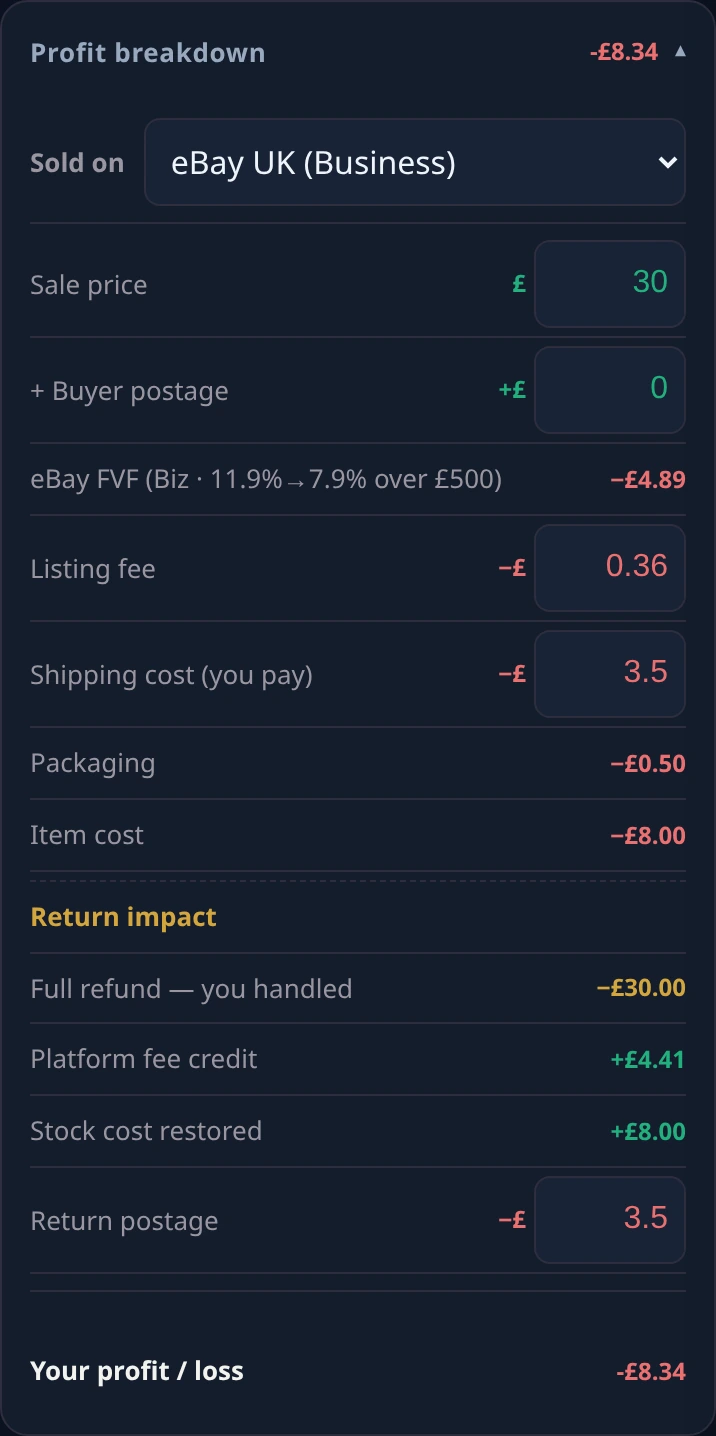 Profit breakdown -£8.34 ▲
Sold on eBay UK (Business)
Sale price £ 30
+ Buyer postage +£ 0
eBay FVF (Biz · 11.9%→7.9% over £500) −£4.89
Listing fee −£ 0.36
Shipping cost (you pay) −£ 3.5
Packaging −£0.50
Item cost −£8.00
Return impact
Full refund — you handled −£30.00
Platform fee credit +£4.41
Stock cost restored +£8.00
Return postage −£ 3.5
Your profit / loss -£8.34